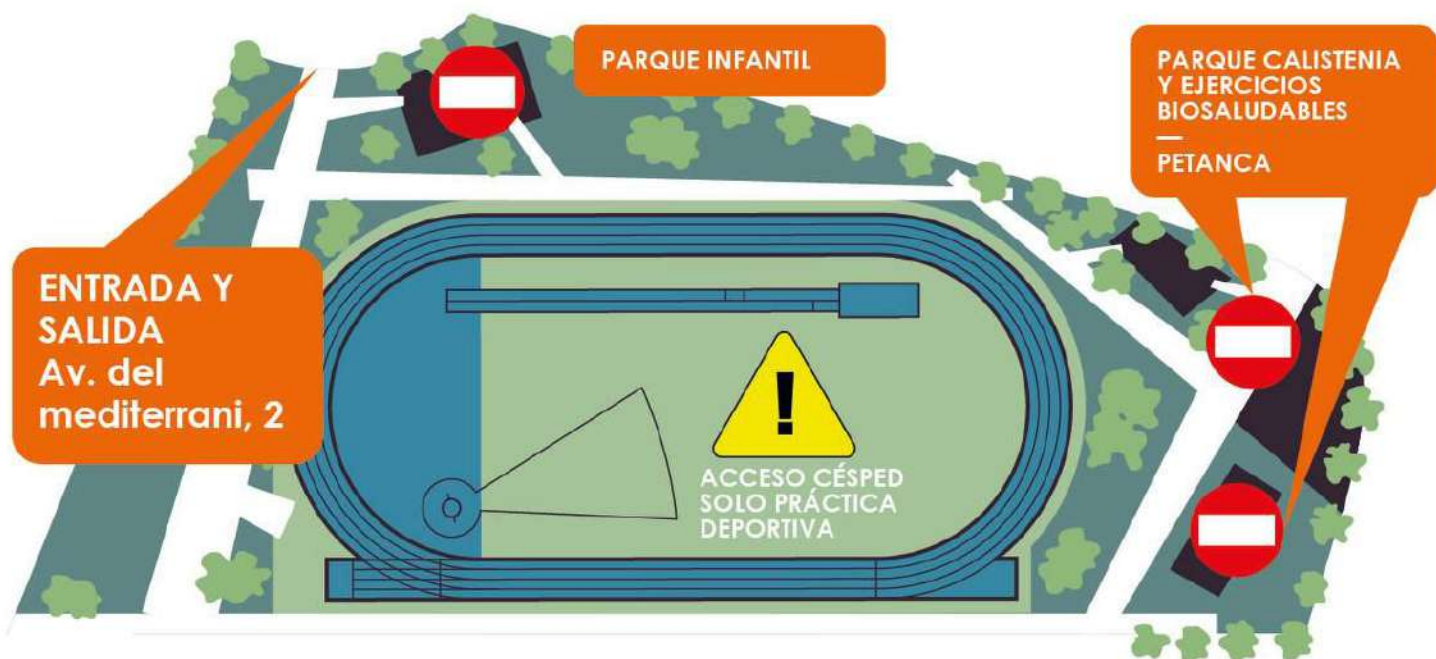 PARQUE INFANTIL
PARQUE CALISTENIA
Y EJERCICIOS
BIOSALUDABLES
—
PETANCA
ENTRADA Y
SALIDA
Av. del
mediterrani, 2
!
ACCESO CÉSPED
SOLO PRÁCTICA
DEPORTIVA